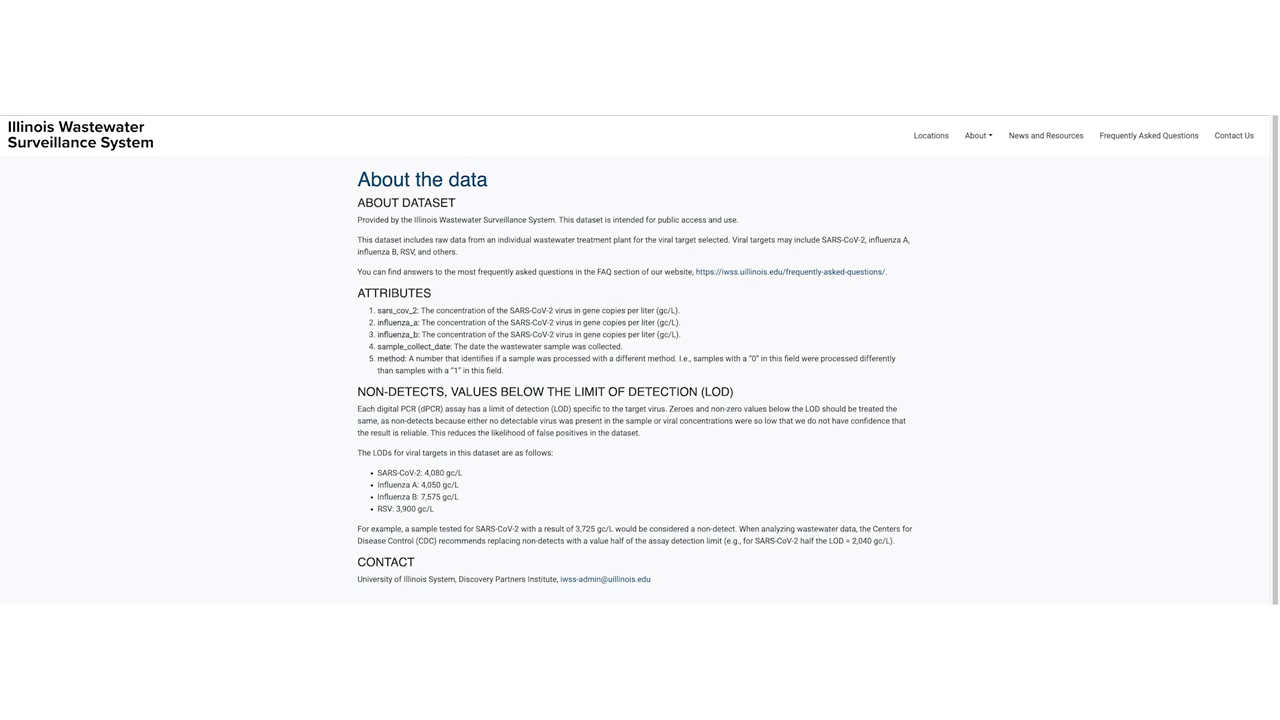 Illinois Wastewater
Surveillance System
Locations
About
News and Resources
Frequently Asked Questions
Contact Us
About the data
ABOUT DATASET
Provided by the Illinois Wastewater Surveillance System. This dataset is intended for public access and use.
This dataset includes raw data from an individual wastewater treatment plant for the viral target selected. Viral targets may include SARS-CoV-2, influenza A,
influenza B, RSV, and others.
You can find answers to the most frequently asked questions in the FAQ section of our website, https://iwss.uillinois.edu/frequently-asked-questions/.
ATTRIBUTES
1. sars_cov_2: The concentration of the SARS-CoV-2 virus in gene copies per liter (gc/L).
2. influenza_a: The concentration of the SARS-CoV-2 virus in gene copies per liter (gc/L).
3. influenza_b: The concentration of the SARS-CoV-2 virus in gene copies per liter (gc/L).
4. sample_collect_date: The date the wastewater sample was collected.
5. method: A number that identifies if a sample was processed with a different method. I.e., samples with a “0” in this field were processed differently
than samples with a “1” in this field.
NON-DETECTS, VALUES BELOW THE LIMIT OF DETECTION (LOD)
Each digital PCR (dPCR) assay has a limit of detection (LOD) specific to the target virus. Zeroes and non-zero values below the LOD should be treated the
same, as non-detects because either no detectable virus was present in the sample or viral concentrations were so low that we do not have confidence that
the result is reliable. This reduces the likelihood of false positives in the dataset.
The LODs for viral targets in this dataset are as follows:
• SARS-CoV-2: 4,080 gc/L
• Influenza A: 4,050 gc/L
• Influenza B: 7,575 gc/L
• RSV: 3,900 gc/L
For example, a sample tested for SARS-CoV-2 with a result of 3,725 gc/L would be considered a non-detect. When analyzing wastewater data, the Centers for
Disease Control (CDC) recommends replacing non-detects with a value half of the assay detection limit (e.g., for SARS-CoV-2 half the LOD = 2,040 gc/L).
CONTACT
University of Illinois System, Discovery Partners Institute, iwss-admin@uillinois.edu